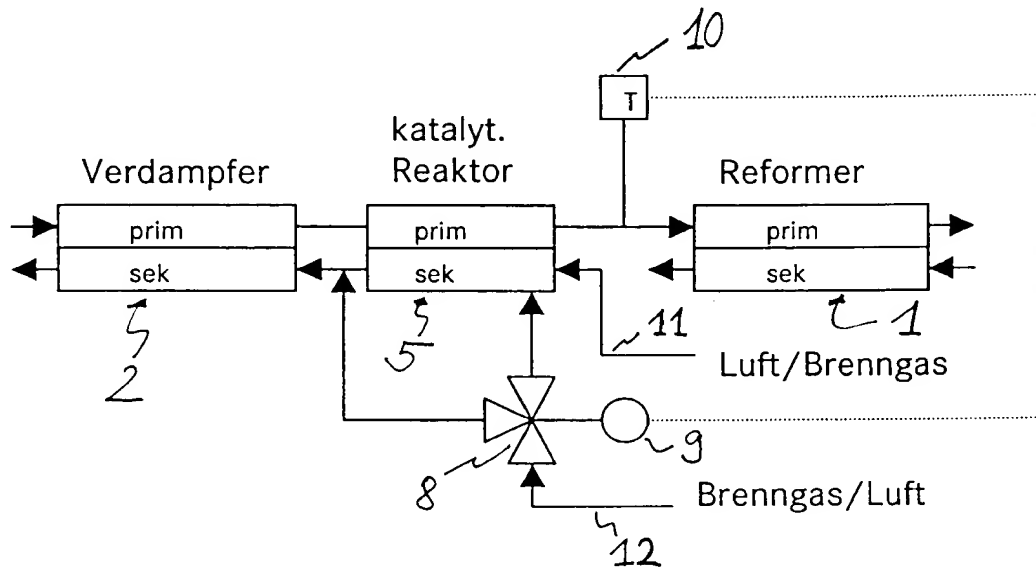 10
T
katalyt.
Verdampfer Reaktor Reformer
prim prim prim
sek sek sek
2 5 11 1
Luft/Brenngas
8 9
Brenngas/Luft
12